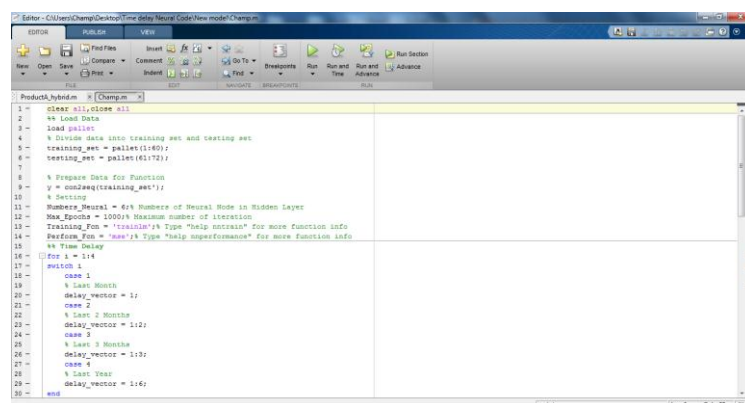 Editor - C:\Users\Champ\Desktop\Time delay Neural Code\New model\Champ.m
EDITOR PUBLISH VIEW
New Open Save Find Files Compare Print
Insert fx Comment Indent
Go To Find
Breakpoints Run Run and Time Run and Advance Run Section Advance
FILE EDIT NAVIGATE BREAKPOINTS RUN
ProductA_hybrid.m Champ.m
1 clear all,close all
2 %% Load Data
3 load pallet
4 % Divide data into training set and testing set
5 training_set = pallet(1:60);
6 testing_set = pallet(61:72);
7
8 % Prepare Data for Function
9 y = con2seq(training_set');
10 % Setting
11 Numbers_Neural = 6;% Numbers of Neural Node in Hidden Layer
12 Max_Epochs = 1000;% Maximum number of iteration
13 Training_Fcn = 'trainlm';% Type "help nntrain" for more function info
14 Perform_Fcn = 'mse';% Type "help nnperformance" for more function info
15 %% Time Delay
16 for i = 1:4
17 switch i
18 case 1
19 % Last Month
20 delay_vector = 1;
21 case 2
22 % Last 2 Months
23 delay_vector = 1:2;
24 case 3
25 % Last 3 Months
26 delay_vector = 1:3;
27 case 4
28 % Last Year
29 delay_vector = 1:6;
30 end